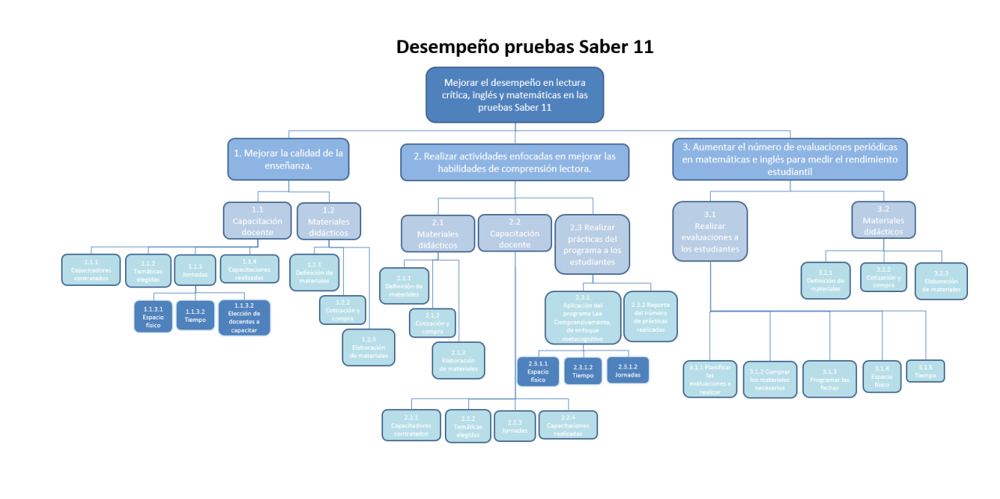 Desempeño pruebas Saber 11
Mejorar el desempeño en lectura
crítica, inglés y matemáticas en las
pruebas Saber 11
1. Mejorar la calidad de la
enseñanza.
2. Realizar actividades enfocadas en mejorar las
habilidades de comprensión lectora.
3. Aumentar el número de evaluaciones periódicas
en matemáticas e inglés para medir el rendimiento
estudiantil
1.1
Capacitación
docente
1.2
Materiales
didácticos
2.1
Materiales
didácticos
2.2
Capacitación
docente
2.3 Realizar
prácticas del
programa a los
estudiantes
3.1
Realizar
evaluaciones a
los estudiantes
3.2
Materiales
didácticos
1.1.1
Capacitadores
contratados
1.1.2
Temáticas
elegidas
1.1.3
Jornadas
1.1.4
Capacitaciones
realizadas
1.2.1
Definición de
materiales
1.2.2
Cotización y
compra
1.2.3
Elaboración
de materiales
1.1.3.1
Espacio
físico
1.1.3.2
Tiempo
1.1.3.2
Elección de
docentes a
capacitar
2.1.1
Definición de
materiales
2.1.2
Cotización y
compra
2.1.3
Elaboración
de materiales
2.3.1
Aplicación del
programa Lee
Comprensivamente,
de enfoque
metacognitivo
2.3.2 Reporte
del número
de prácticas
realizadas
2.3.1.1
Espacio
físico
2.3.1.2
Tiempo
2.3.1.2
Jornadas
2.2.1
Capacitadores
contratados
2.2.2
Temáticas
elegidas
2.2.3
Jornadas
2.2.4
Capacitaciones
realizadas
3.2.1
Definición de
materiales
3.2.2
Cotización y
compra
3.2.3
Elaboración
de materiales
3.1.1 Planificar
las
evaluaciones a
realizar
3.1.2 Comprar
los materiales
necesarios
3.1.3
Programar las
fechas
3.1.4
Espacio
físico
3.1.5
Tiempo